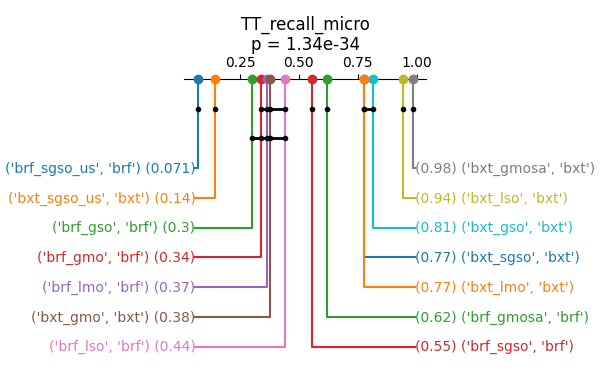 TT_recall_micro
p = 1.34e-34
0.25 0.50 0.75 1.00
('brf_sgso_us', 'brf') (0.071) (0.98) ('bxt_gmosa', 'bxt')
('bxt_sgso_us', 'bxt') (0.14) (0.94) ('bxt_lso', 'bxt')
('brf_gso', 'brf') (0.3) (0.81) ('bxt_gso', 'bxt')
('brf_gmo', 'brf') (0.34) (0.77) ('bxt_sgso', 'bxt')
('brf_lmo', 'brf') (0.37) (0.77) ('bxt_lmo', 'bxt')
('bxt_gmo', 'bxt') (0.38) (0.62) ('brf_gmosa', 'brf')
('brf_lso', 'brf') (0.44) (0.55) ('brf_sgso', 'brf')